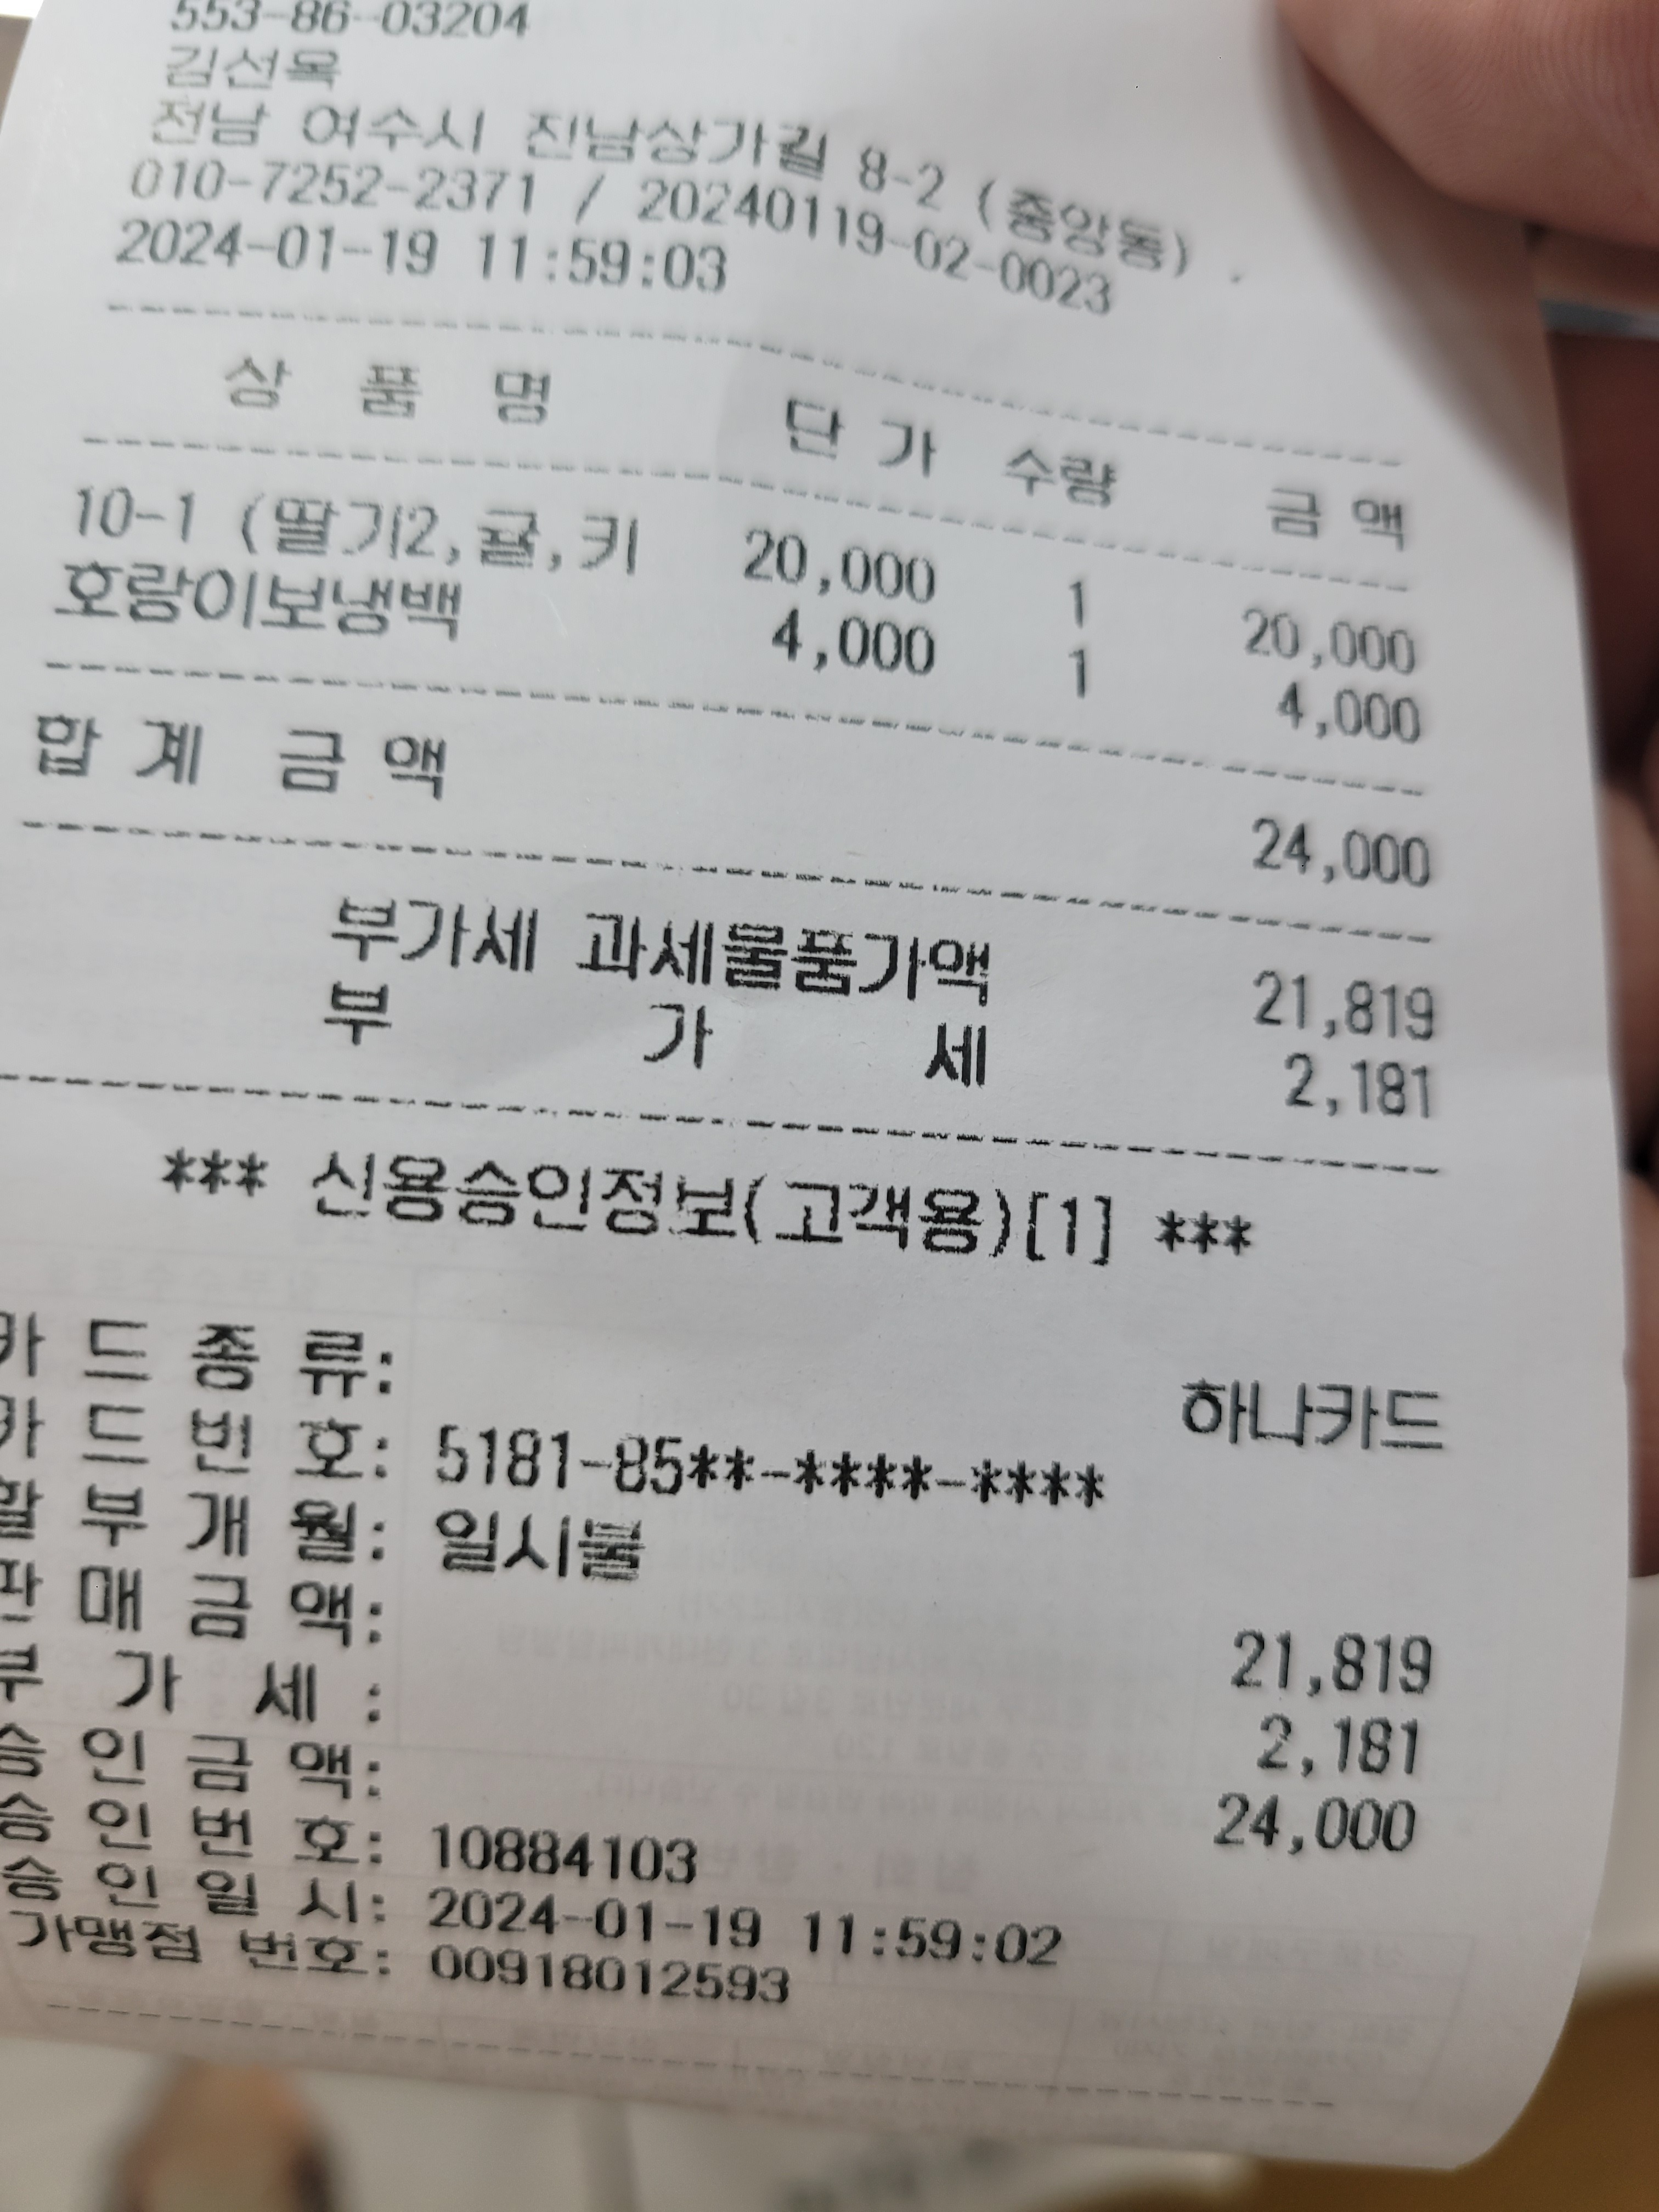 553-86-03204
김선옥
전남 여수시 진남상가길 8-2 (중앙동) .
010-7252-2371 / 20240119-02-0023
2024-01-19 11:59:03
상 품 명 단 가 수량 금 액
10-1 (딸기2,귤,키 20,000 1 20,000
호랑이보냉백 4,000 1 4,000
합 계 금 액 24,000
부가세 과세물품가액 21,819
부 가 세 2,181
*** 신용승인정보(고객용)[1] ***
카 드 종 류: 하나카드
카 드 번 호: 5181-85**-****-****
할 부 개 월: 일시불
판 매 금 액: 21,819
부 가 세 : 2,181
승 인 금 액: 24,000
승 인 번 호: 10884103
승 인 일 시: 2024-01-19 11:59:02
가맹점 번호: 00918012593